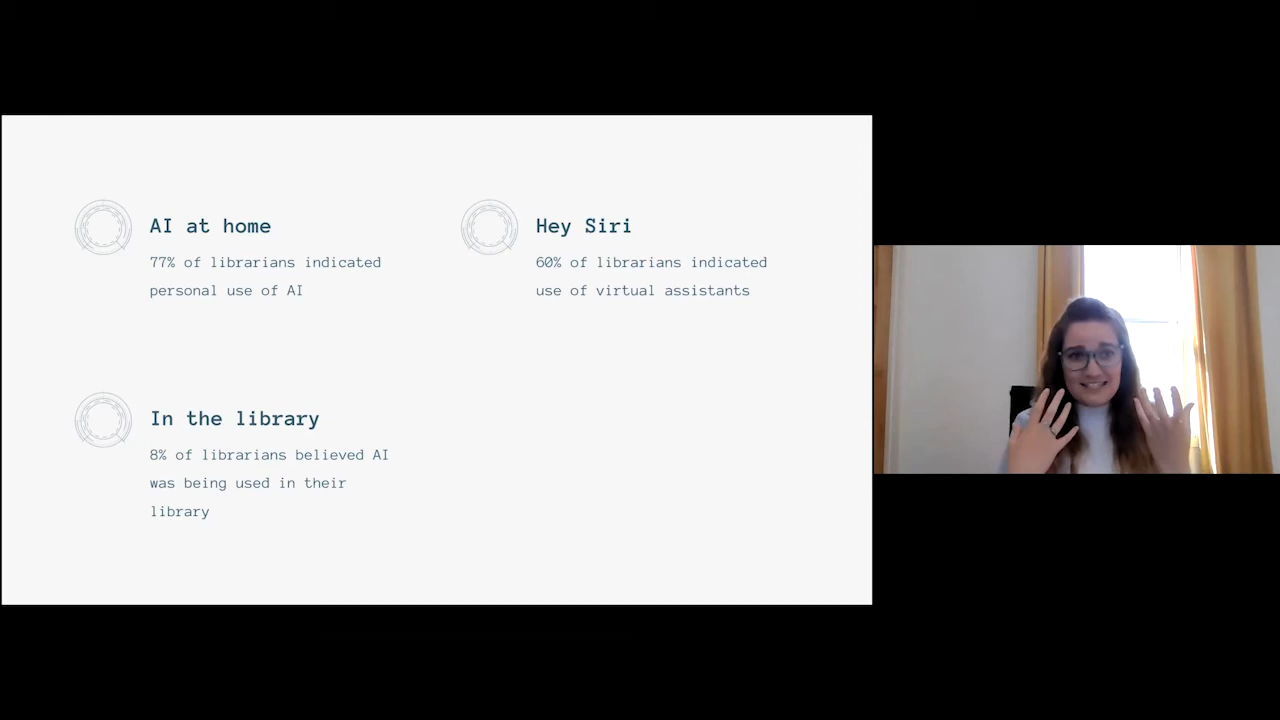 AI at home
77% of librarians indicated
personal use of AI
Hey Siri
60% of librarians indicated
use of virtual assistants
In the library
8% of librarians believed AI
was being used in their
library